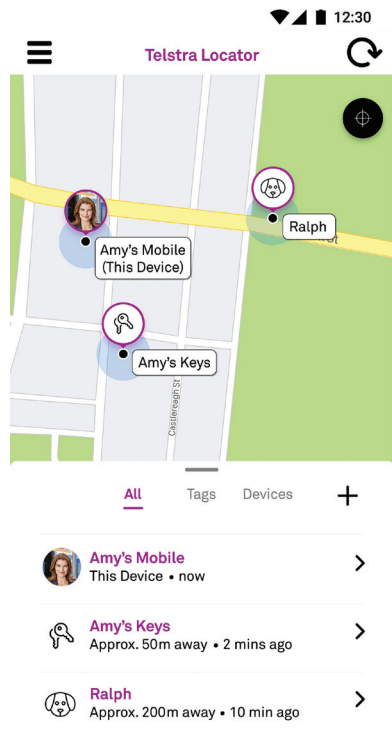 12:30
Telstra Locator
Amy's Mobile
(This Device)
Ralph
Amy's Keys
Castlereagh St
All
Tags
Devices
Amy's Mobile
This Device • now
Amy's Keys
Approx. 50m away • 2 mins ago
Ralph
Approx. 200m away • 10 min ago